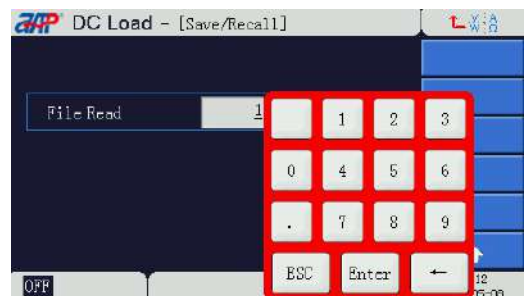 DC Load - [Save/Recall]
File Read 1
1 2 3
0 4 5 6
. 7 8 9
ESC Enter ←
OFF 12